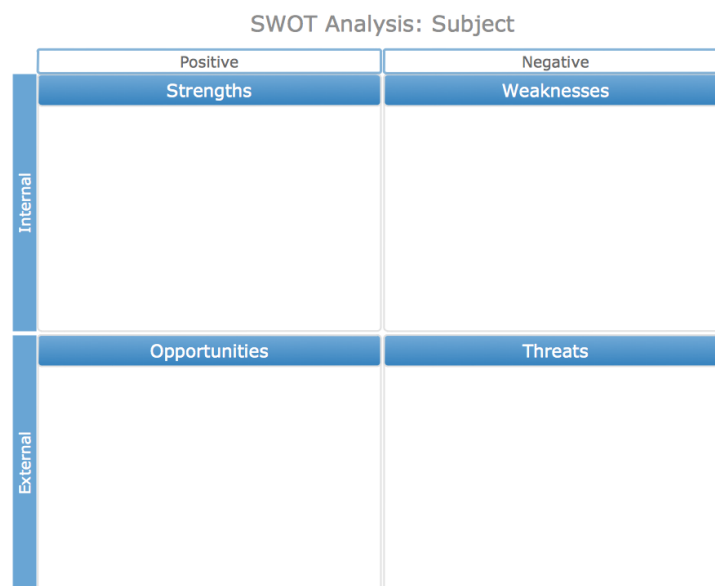 SWOT Analysis: Subject
Positive
Negative
Strengths
Weaknesses
Internal
Opportunities
Threats
External